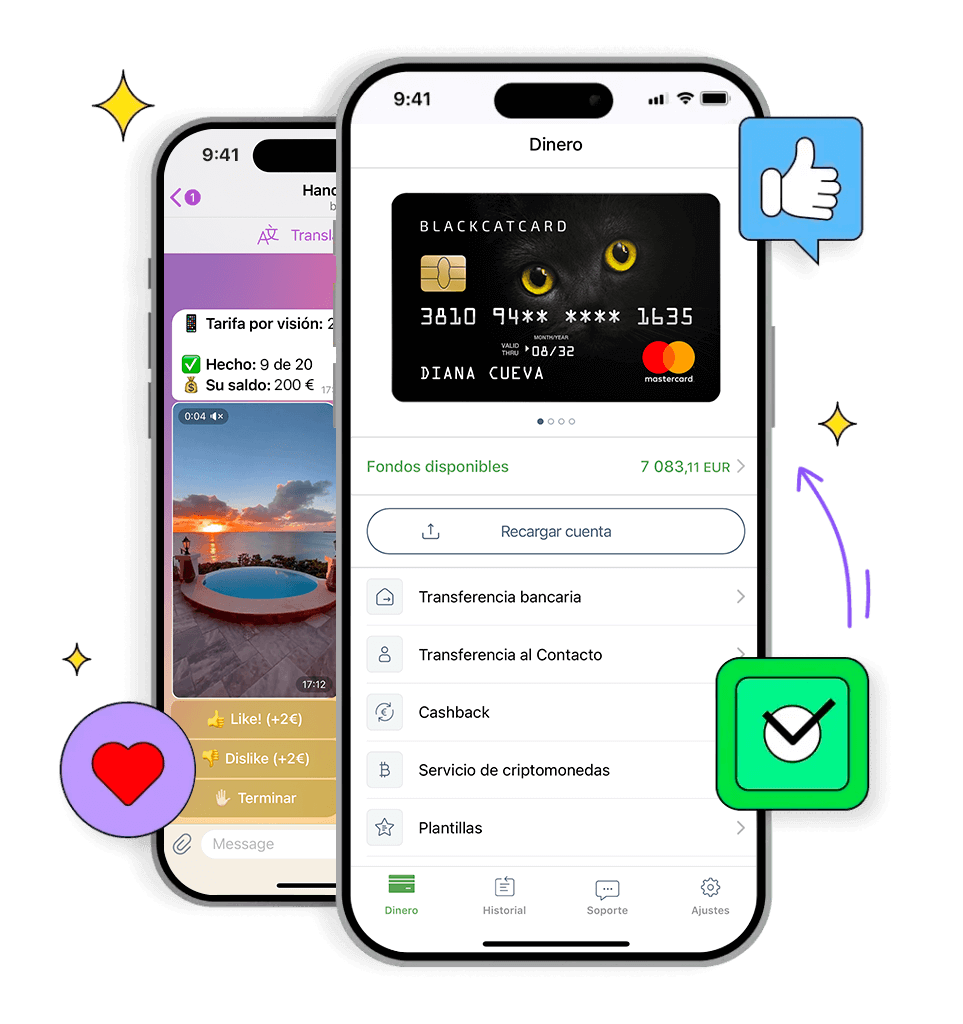 9:41
1
Transl
Tarifa por visión: 2
Hecho: 9 de 20
Su saldo: 200 €
0:04
17:12
Like! (+2€)
Dislike (+2€)
Terminar
Message
9:41
Dinero
BLACKCATCARD
3810 94** **** 1635
MONTH/YEAR
VALID THRU 08/32
DIANA CUEVA
mastercard
Fondos disponibles 7 083,11 EUR
Recargar cuenta
Transferencia bancaria
Transferencia al Contacto
Cashback
Servicio de criptomonedas
Plantillas
Dinero Historial Soporte Ajustes